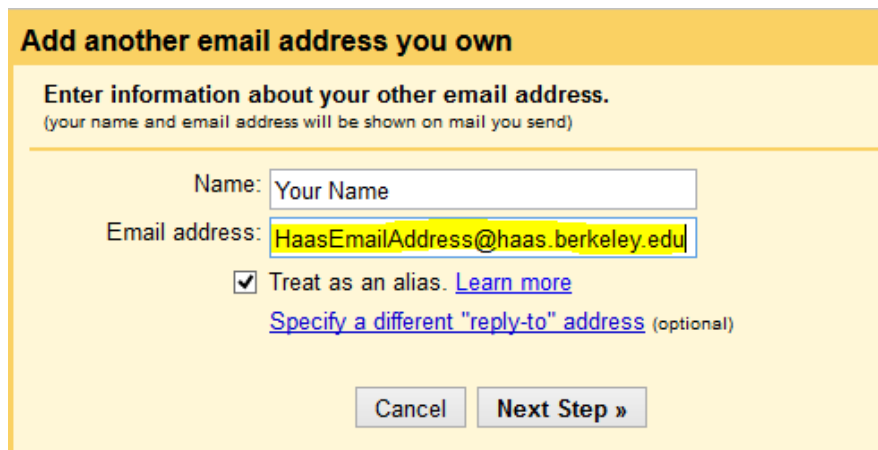 Add another email address you own
Enter information about your other email address.
(your name and email address will be shown on mail you send)
Name: Your Name
Email address: HaasEmailAddress@haas.berkeley.edu
Treat as an alias. Learn more
Specify a different "reply-to" address (optional)
Cancel Next Step »